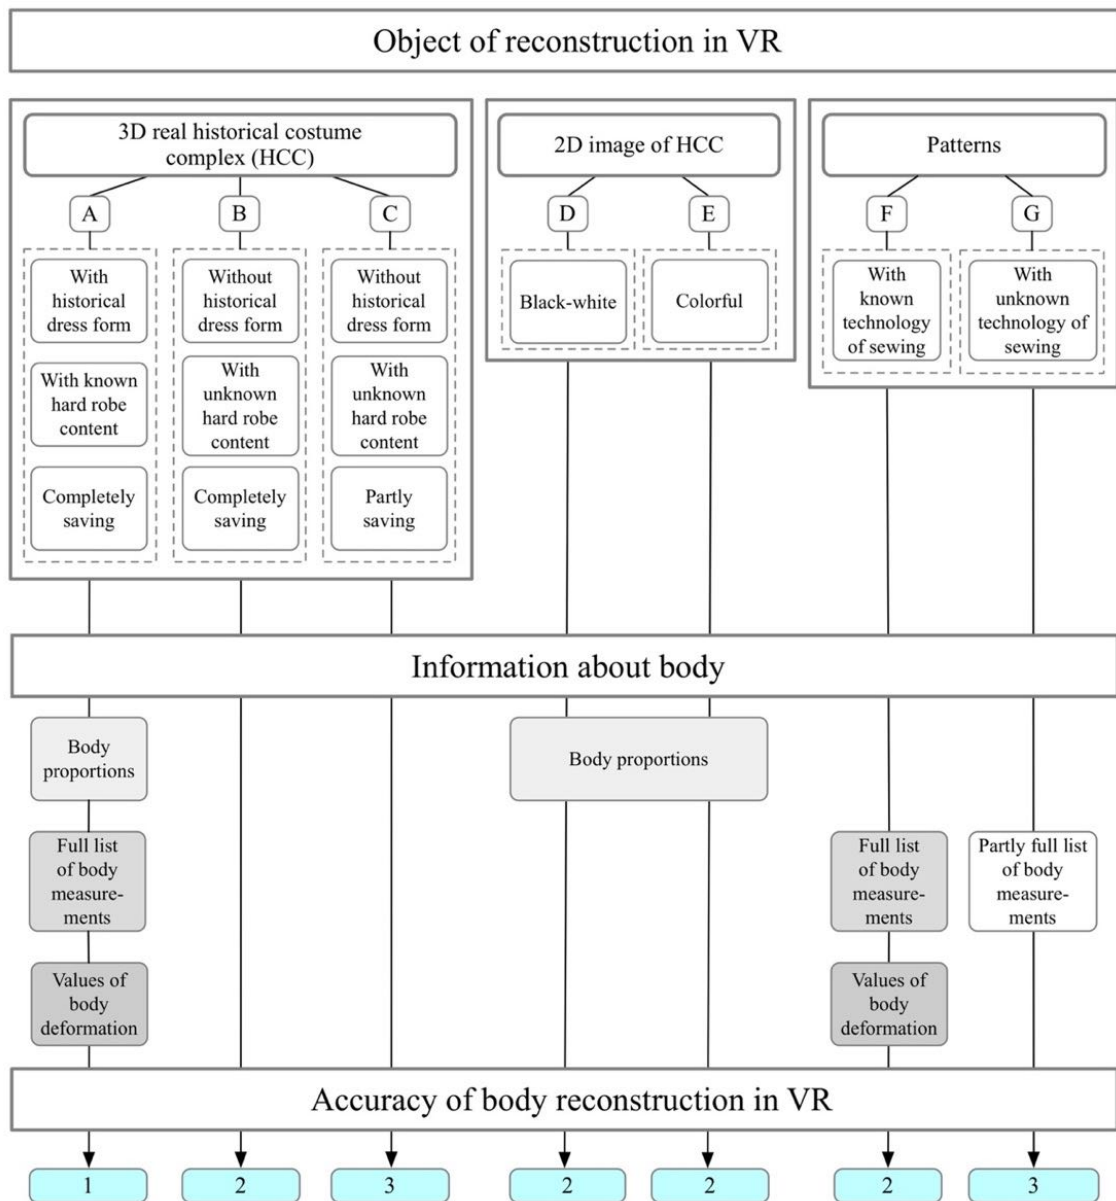 Object of reconstruction in VR
3D real historical costume
complex (HCC)
A
B
C
With
historical
dress form
With known
hard robe
content
Completely
saving
Without
historical
dress form
With
unknown
hard robe
content
Completely
saving
Without
historical
dress form
With
unknown
hard robe
content
Partly
saving
2D image of HCC
D
E
Black-white
Colorful
Patterns
F
G
With
known
technology
of sewing
With
unknown
technology of
sewing
Information about body
Body
proportions
Full list
of body
measure-
ments
Values of
body
deformation
Body proportions
Full list
of body
measure-
ments
Values of
body
deformation
Partly full list
of body
measure-
ments
Accuracy of body reconstruction in VR
1
2
3
2
2
2
3